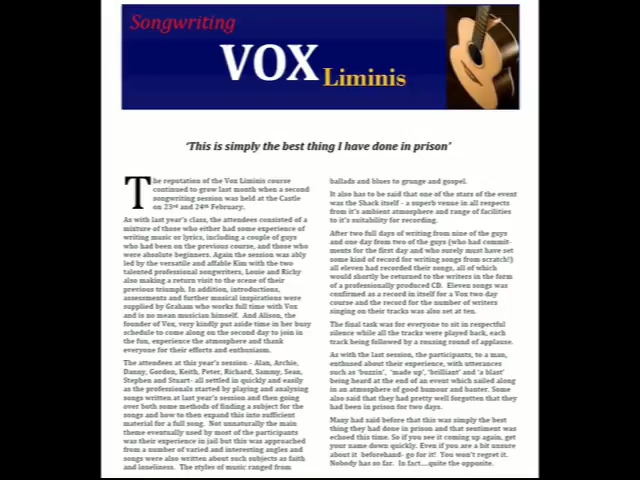 Songwriting
VOX
Liminis
‘This is simply the best thing I have done in prison’
The reputation of the Vox Liminis course
continued to grow last month when a second
songwriting session was held at the Castle
on 23rd and 24th February.
As with last year’s class, the attendees consisted of a
mixture of those who either had some experience of
writing music or lyrics, including a couple of guys
who had been on the previous course, and those who
were absolute beginners. Again the session was ably
led by the versatile and affable Kim with the two
talented professional songwriters, Louie and Richy
also making a return visit to the scene of their
previous triumph. In addition, introductions,
assessments and further musical inspirations were
supplied by Graham who works full time with Vox
and is no mean musician himself. And Alison, the
founder of Vox, very kindly put aside time in her busy
schedule to come along on the second day to join in
the fun, experience the atmosphere and thank
everyone for their efforts and enthusiasm.
The attendees at this year’s session - Alan, Archie,
Danny, Gordon, Keith, Peter, Richard, Sammy, Sean,
Stephen and Stuart- all settled in quickly and easily
as the professionals started by playing and analysing
songs written at last year’s session and then going
over both some methods of finding a subject for the
songs and how to then expand this into sufficient
material for a full song. Not unnaturally the main
theme eventually used by most of the participants
was their experience in jail but this was approached
from a number of varied and interesting angles and
songs were also written about such subjects as faith
and loneliness. The styles of music ranged from
ballads and blues to grunge and gospel.
It also has to be said that one of the stars of the event
was the Shack itself - a superb venue in all respects
from it’s ambient atmosphere and range of facilities
to it’s suitability for recording.
After two full days of writing from nine of the guys
and one day from two of the guys (who had commit-
ments for the first day and who surely must have set
some kind of record for writing songs from scratch!)
all eleven had recorded their songs, all of which
would shortly be returned to the writers in the form
of a professionally produced CD. Eleven songs was
confirmed as a record in itself for a Vox two-day
course and the record for the number of writers
singing on their tracks was also set at ten.
The final task was for everyone to sit in respectful
silence while all the tracks were played back, each
track being followed by a rousing round of applause.
As with the last session, the participants, to a man,
enthused about their experience, with utterances
such as ‘buzzin’, ‘made up’, ‘brilliant’ and ‘a blast’
being heard at the end of an event which sailed along
in an atmosphere of good humour and banter. Some
also said that they had pretty well forgotten that they
had been in prison for two days.
Many had said before that this was simply the best
thing they had done in prison and that sentiment was
echoed this time. So if you see it coming up again, get
your name down quickly. Even if you are a bit unsure
about it beforehand- go for it! You won’t regret it.
Nobody has so far. In fact....quite the opposite.